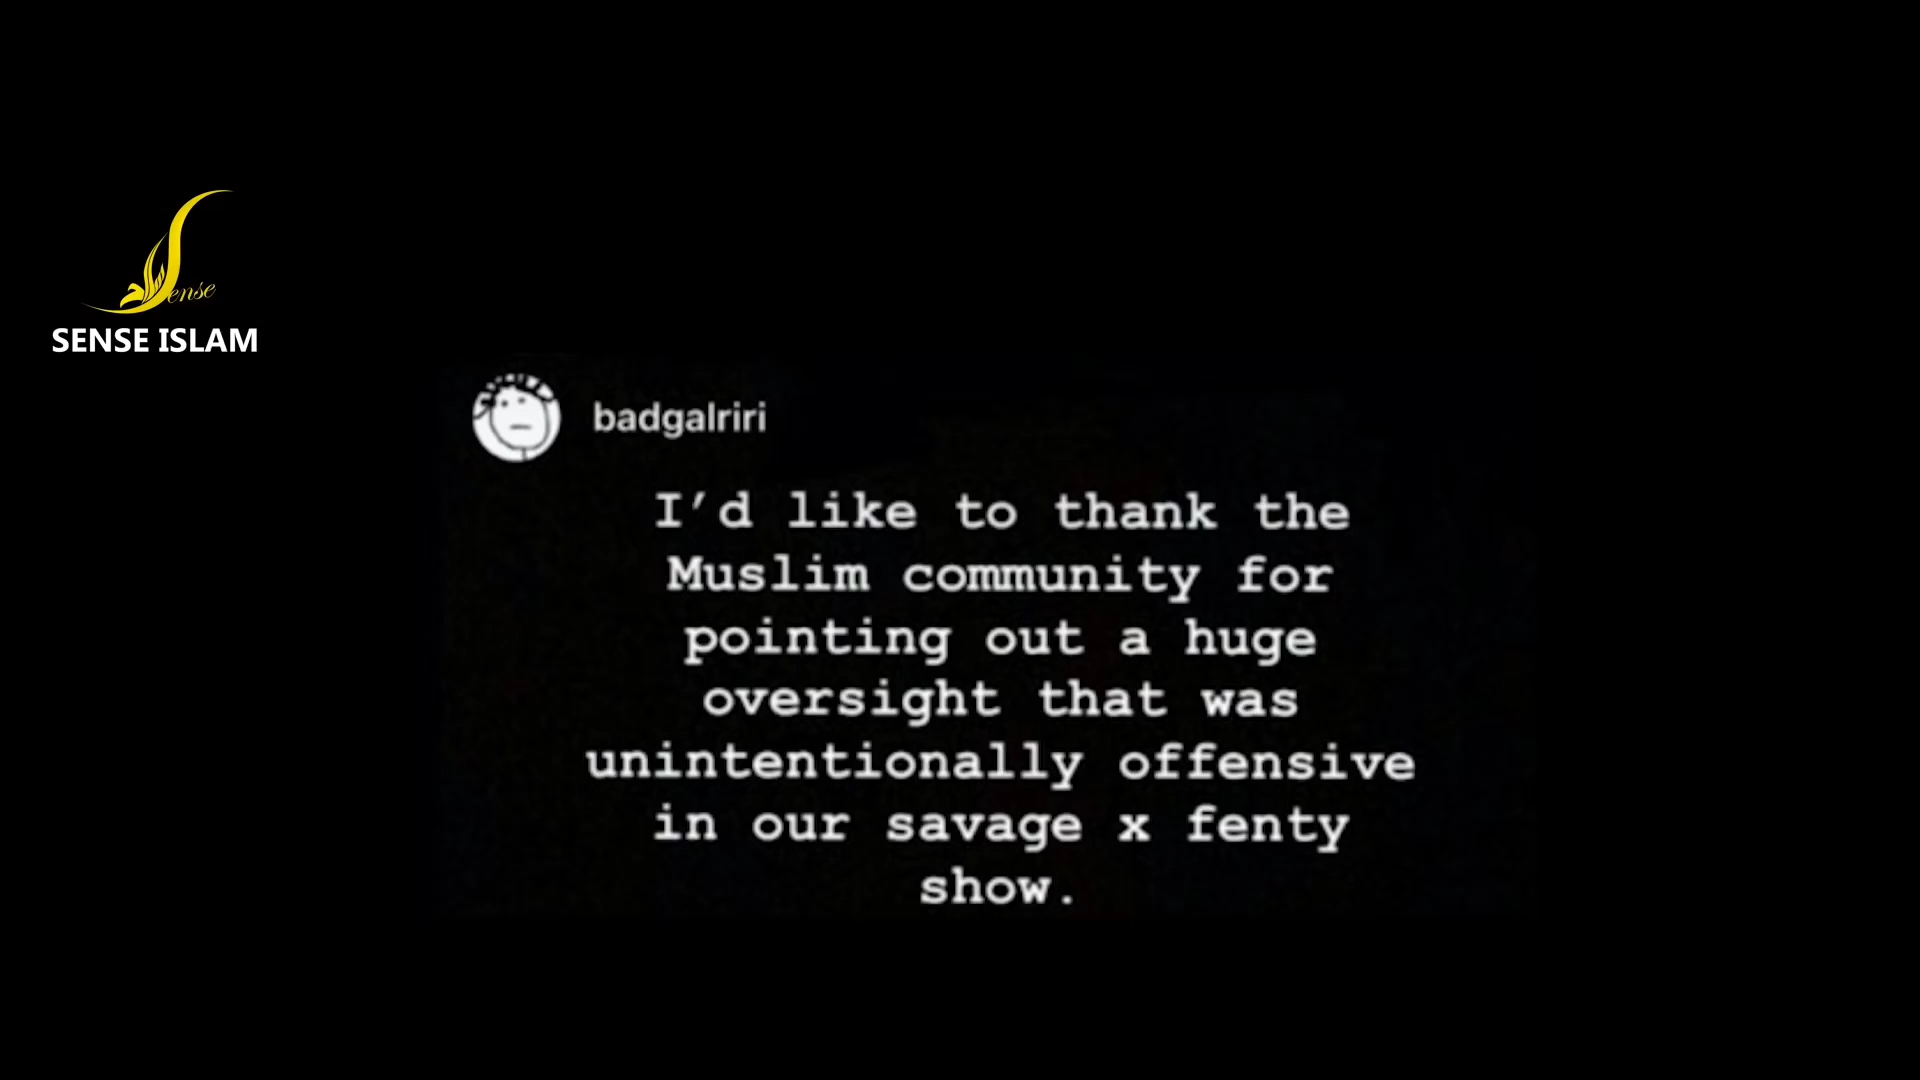 ense
SENSE ISLAM
badgalriri
I'd like to thank the
Muslim community for
pointing out a huge
oversight that was
unintentionally offensive
in our savage x fenty
show.